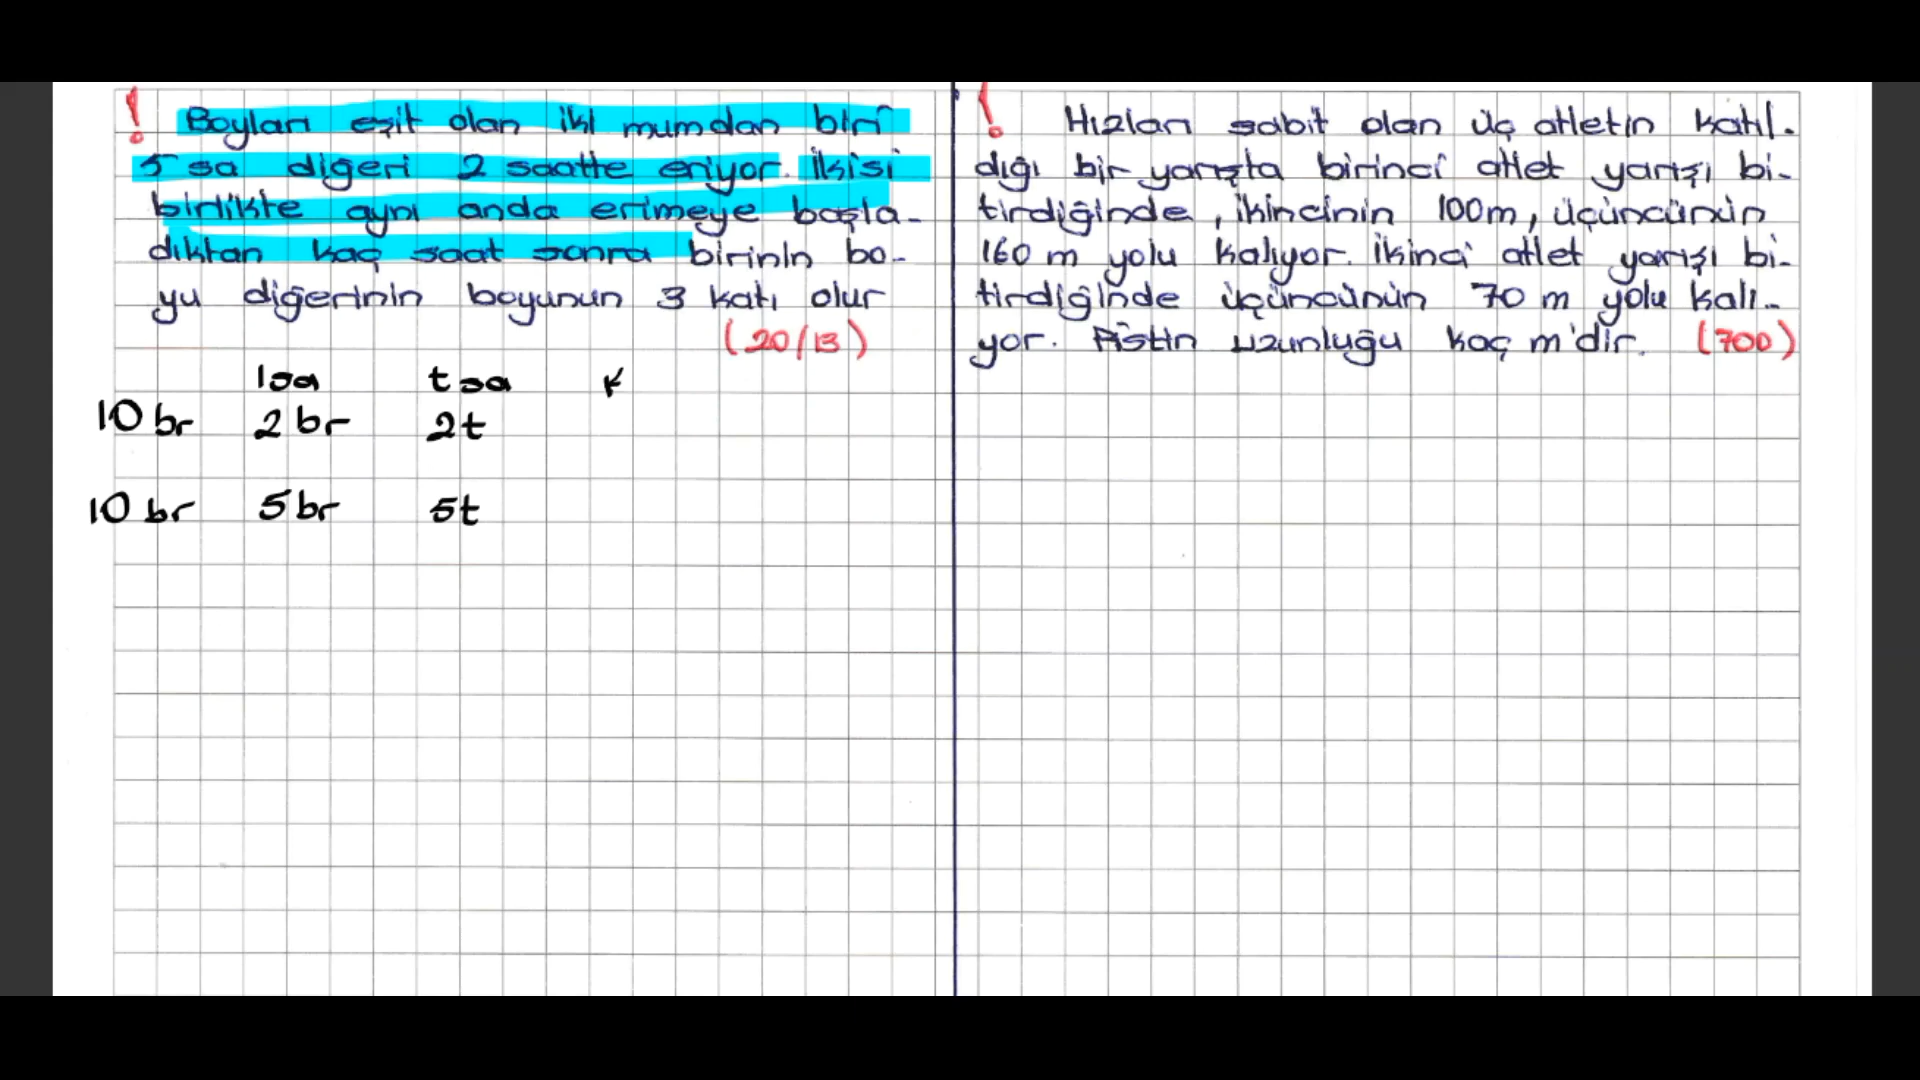 ! Boyları eşit olan iki mumdan biri
5 sa diğeri 2 saatte eriyor. İkisi
birlikte aynı anda erimeye başla-
dıktan kaç saat sonra birinin bo-
yu diğerinin boyunun 3 katı olur
(20/13)
1sa tsa
10 br 2 br 2t
10 br 5 br 5t
! Hızları sabit olan üç atletin katıl-
dığı bir yarışta birinci atlet yarışı bi-
tirdiğinde, ikincinin 100m, üçüncünün
160 m yolu kalıyor. İkinci atlet yarışı bi-
tirdiğinde üçüncünün 70 m yolu kalı-
yor. Pistin uzunluğu kaç m'dir. (700)